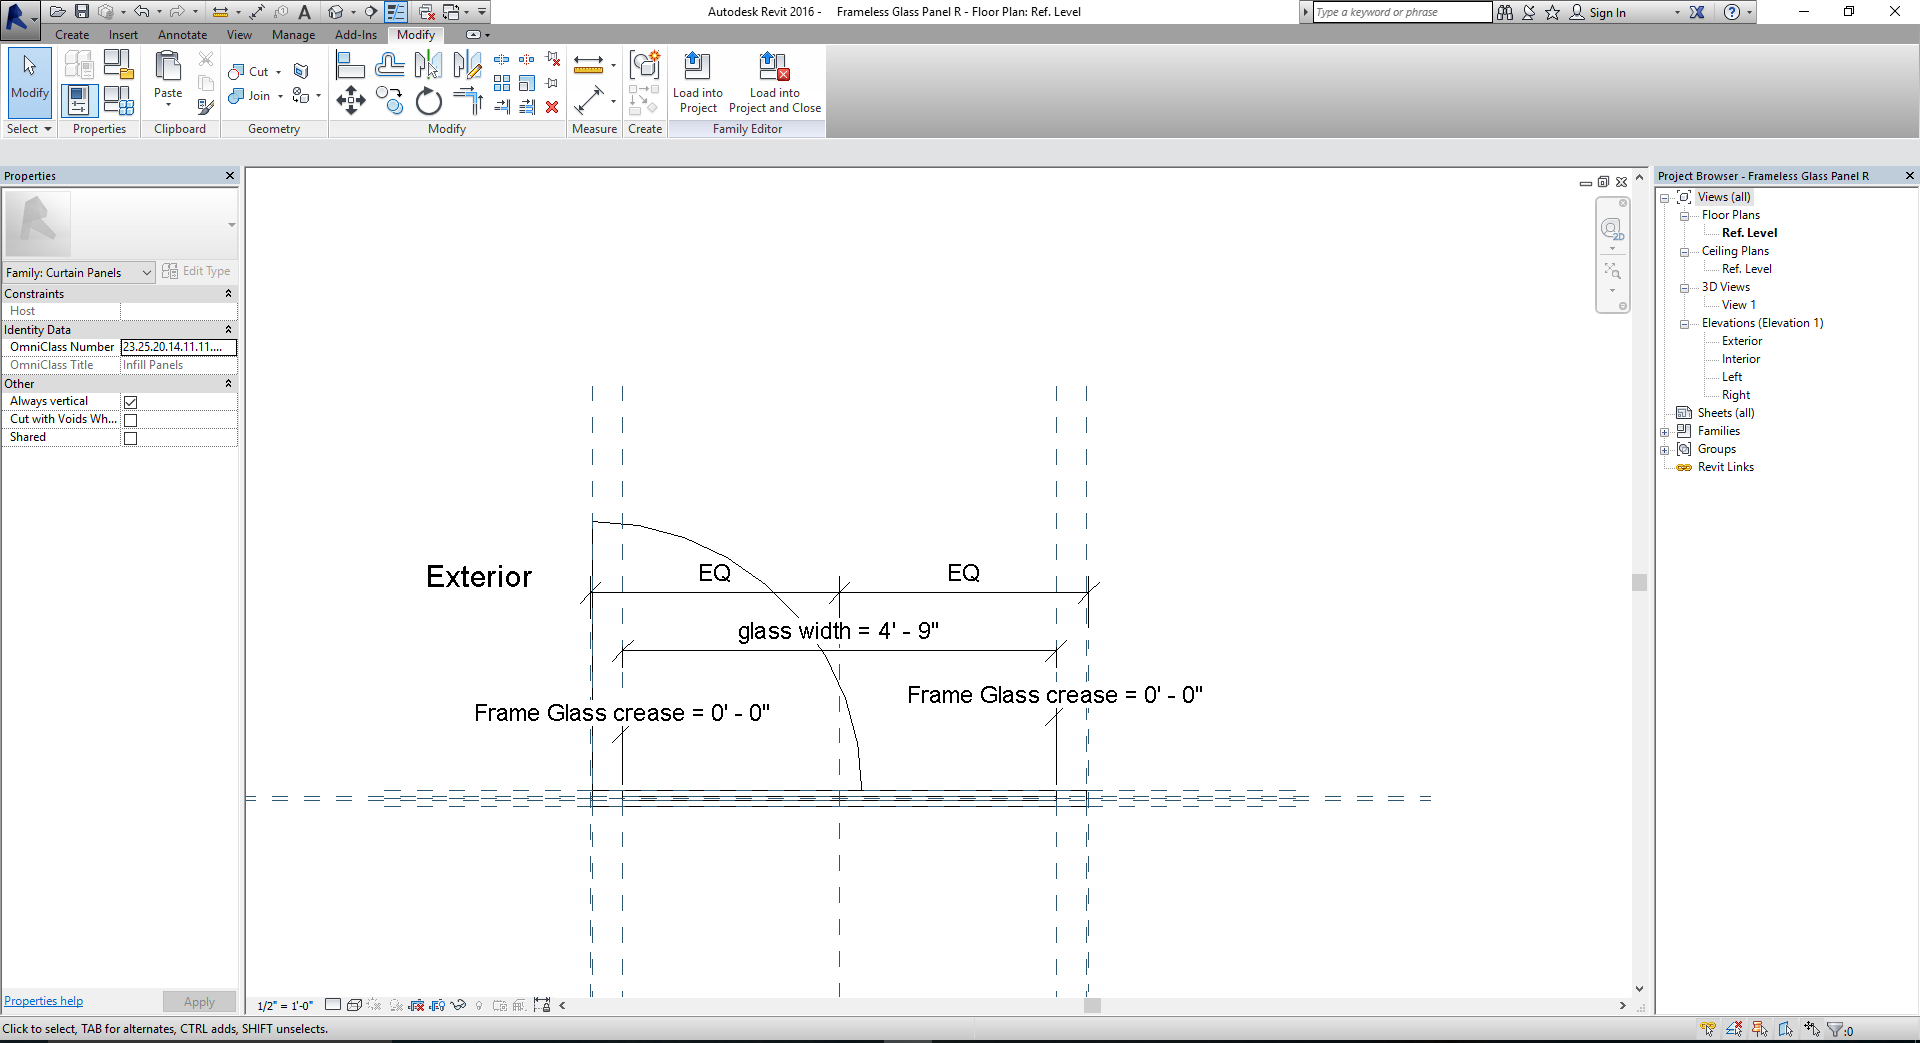 Autodesk Revit 2016 - Frameless Glass Panel R - Floor Plan: Ref. Level
Type a keyword or phrase
Sign In
Create Insert Annotate View Manage Add-Ins Modify
Modify
Cut
Join
Paste
Load into Project
Load into Project and Close
Select Properties Clipboard Geometry Modify Measure Create Family Editor
Properties
Family: Curtain Panels
Edit Type
Constraints
Host
Identity Data
OmniClass Number 23.25.20.14.11.11....
OmniClass Title Infill Panels
Other
Always vertical
Cut with Voids Wh...
Shared
Properties help
Apply
2D
Exterior
EQ
EQ
glass width = 4' - 9"
Frame Glass crease = 0' - 0"
Frame Glass crease = 0' - 0"
1/2" = 1'-0"
Project Browser - Frameless Glass Panel R
Views (all)
Floor Plans
Ref. Level
Ceiling Plans
Ref. Level
3D Views
View 1
Elevations (Elevation 1)
Exterior
Interior
Left
Right
Sheets (all)
Families
Groups
Revit Links
Click to select, TAB for alternates, CTRL adds, SHIFT unselects.
:0